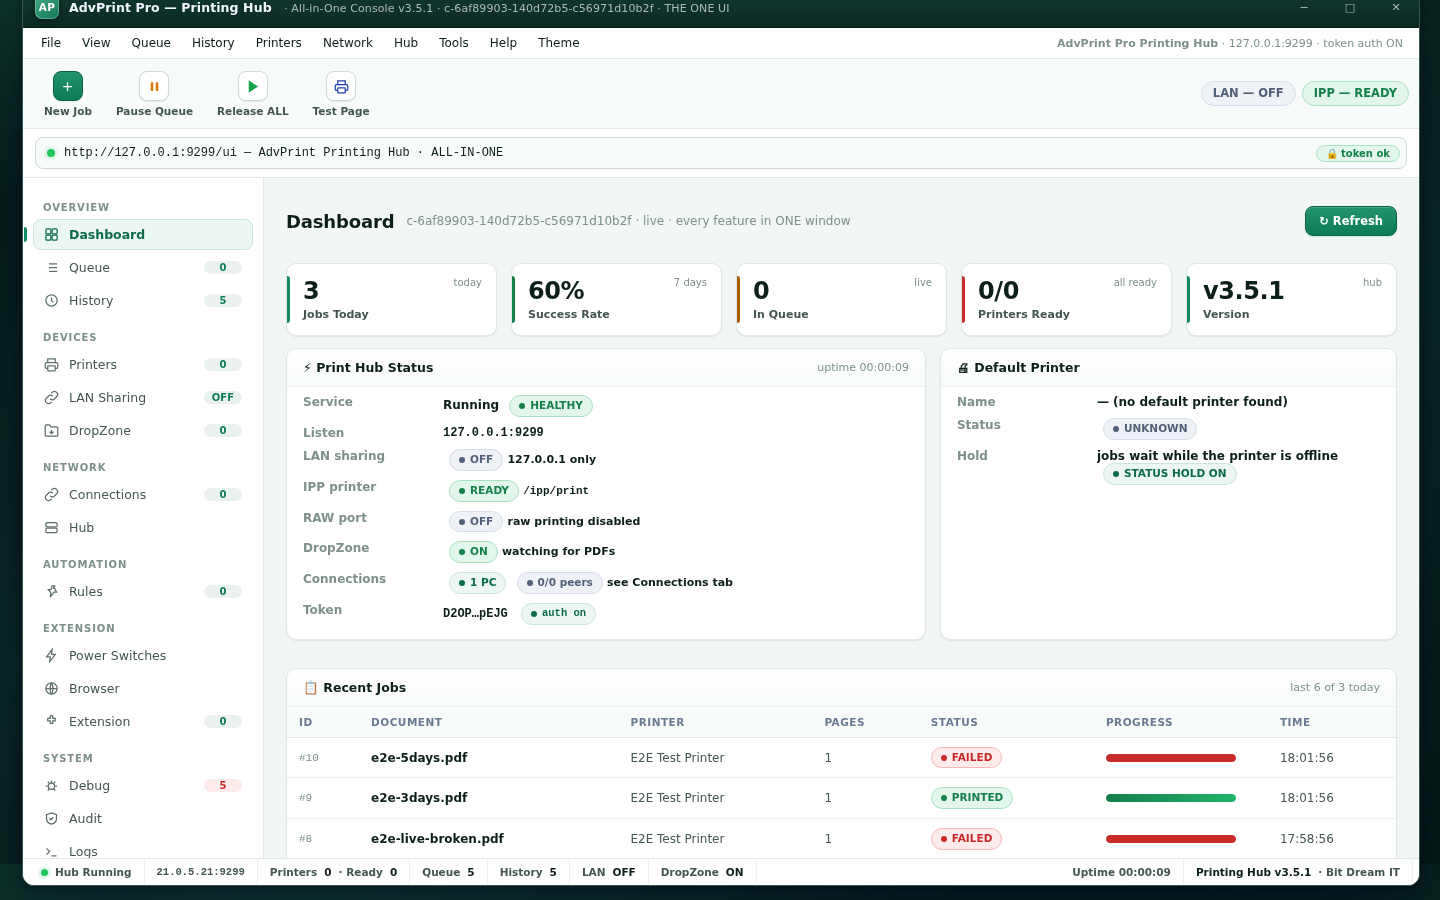 AP AdvPrint Pro — Printing Hub · All-in-One Console v3.5.1 · c-6af89903-140d72b5-c56971d10b2f · THE ONE UI
File View Queue History Printers Network Hub Tools Help Theme AdvPrint Pro Printing Hub · 127.0.0.1:9299 · token auth ON
New Job Pause Queue Release ALL Test Page LAN — OFF IPP — READY
http://127.0.0.1:9299/ui — AdvPrint Printing Hub · ALL-IN-ONE 🔒 token ok
OVERVIEW
Dashboard
Queue 0
History 5
DEVICES
Printers 0
LAN Sharing OFF
DropZone 0
NETWORK
Connections 0
Hub
AUTOMATION
Rules 0
EXTENSION
Power Switches
Browser
Extension 0
SYSTEM
Debug 5
Audit
Logs
Dashboard c-6af89903-140d72b5-c56971d10b2f · live · every feature in ONE window ↻ Refresh
3 today
Jobs Today
60% 7 days
Success Rate
0 live
In Queue
0/0 all ready
Printers Ready
v3.5.1 hub
Version
⚡ Print Hub Status uptime 00:00:09
Service Running HEALTHY
Listen 127.0.0.1:9299
LAN sharing OFF 127.0.0.1 only
IPP printer READY /ipp/print
RAW port OFF raw printing disabled
DropZone ON watching for PDFs
Connections 1 PC 0/0 peers see Connections tab
Token D2OP…pEJG auth on
🖨 Default Printer
Name — (no default printer found)
Status UNKNOWN
Hold jobs wait while the printer is offline
STATUS HOLD ON
📋 Recent Jobs last 6 of 3 today
ID DOCUMENT PRINTER PAGES STATUS PROGRESS TIME
#10 e2e-5days.pdf E2E Test Printer 1 FAILED 18:01:56
#9 e2e-3days.pdf E2E Test Printer 1 PRINTED 18:01:56
#8 e2e-live-broken.pdf E2E Test Printer 1 FAILED 17:58:56
Hub Running 21.0.5.21:9299 Printers 0 · Ready 0 Queue 5 History 5 LAN OFF DropZone ON Uptime 00:00:09 Printing Hub v3.5.1 · Bit Dream IT